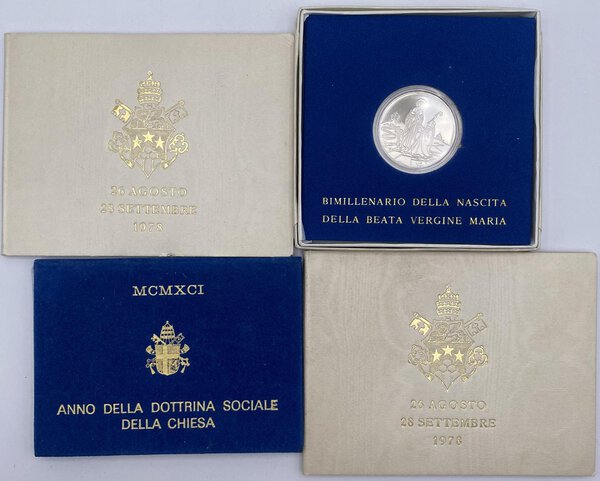 26 AGOSTO
28 SETTEMBRE
1978
BIMILLENARIO DELLA NASCITA
DELLA BEATA VERGINE MARIA
MCMXCI
ANNO DELLA DOTTRINA SOCIALE
DELLA CHIESA
26 AGOSTO
28 SETTEMBRE
1978